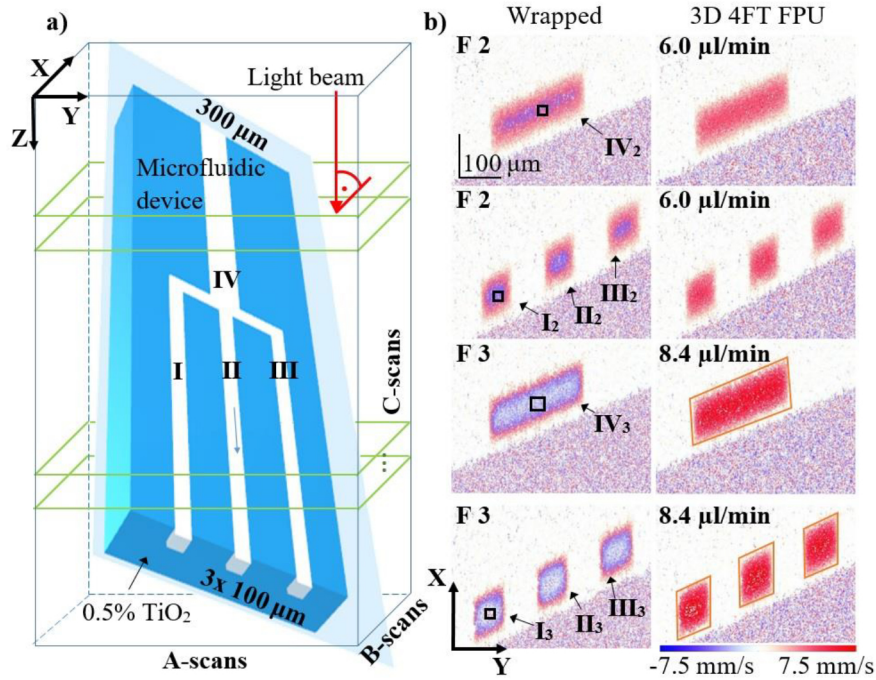 a)
X
Y
Z
Light beam
300 µm
Microfluidic
device
IV
I
II
III
C-scans
...
3x 100 µm
0.5% TiO₂
A-scans
B-scans
b)
Wrapped
3D 4FT FPU
F 2
6.0 µl/min
IV₂
100 µm
F 2
6.0 µl/min
I₂
II₂
III₂
F 3
8.4 µl/min
IV₃
F 3
8.4 µl/min
I₃
II₃
III₃
X
Y
-7.5 mm/s
7.5 mm/s